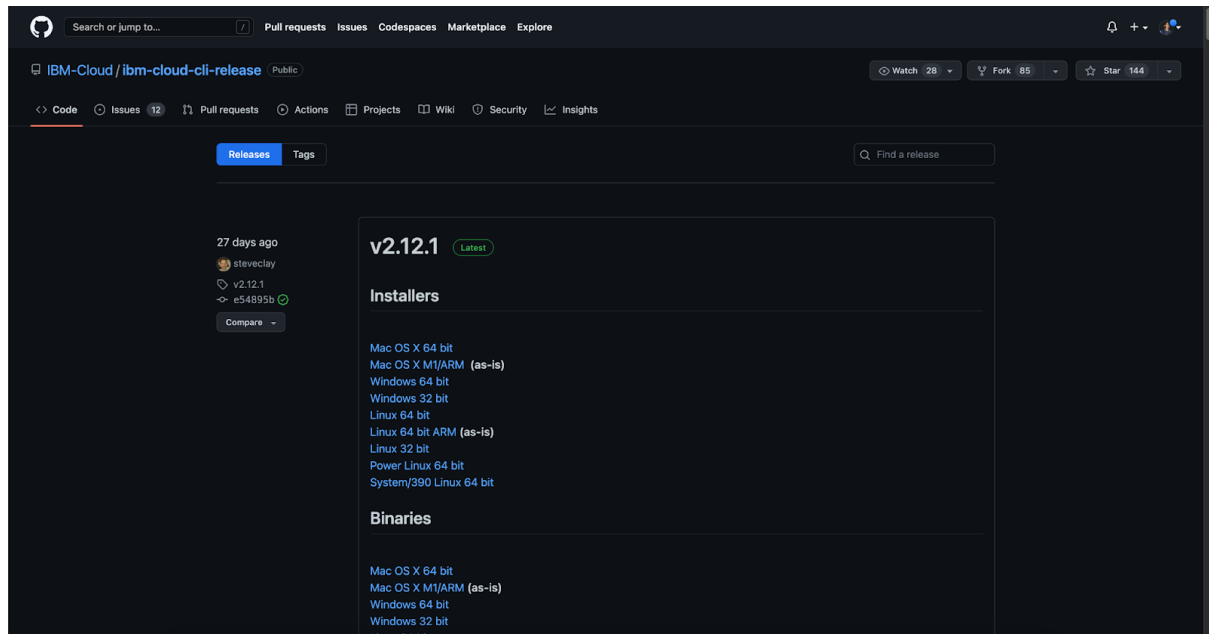 Search or jump to... / Pull requests Issues Codespaces Marketplace Explore
IBM-Cloud / ibm-cloud-cli-release Public Watch 28 Fork 85 Star 144
Code Issues 12 Pull requests Actions Projects Wiki Security Insights
Releases Tags Find a release
27 days ago
steveclay
v2.12.1
e54895b
Compare
v2.12.1 Latest
Installers
Mac OS X 64 bit
Mac OS X M1/ARM (as-is)
Windows 64 bit
Windows 32 bit
Linux 64 bit
Linux 64 bit ARM (as-is)
Linux 32 bit
Power Linux 64 bit
System/390 Linux 64 bit
Binaries
Mac OS X 64 bit
Mac OS X M1/ARM (as-is)
Windows 64 bit
Windows 32 bit